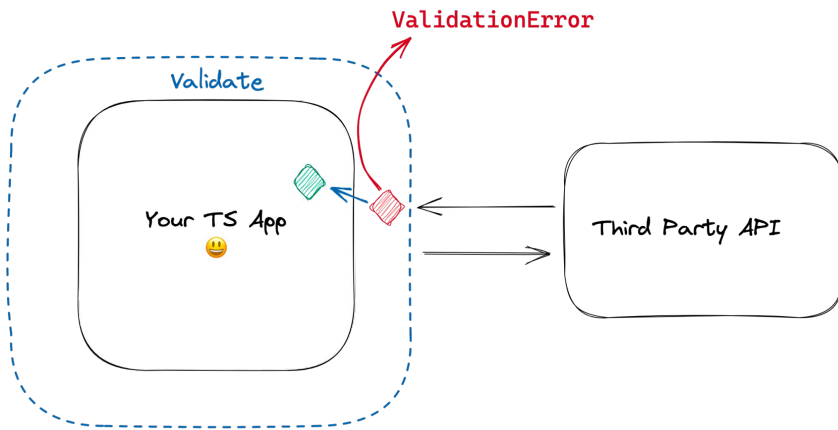 ValidationError
Validate
Your TS App
😃
Third Party API